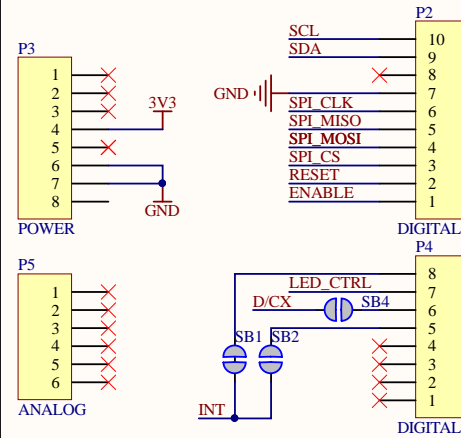 P3
1
2
3
4
5
6
7
8
3V3
GND
POWER
P2
SCL
SDA
GND
SPI_CLK
SPI_MISO
SPI_MOSI
SPI_CS
RESET
ENABLE
10
9
8
7
6
5
4
3
2
1
DIGITAL
P5
1
2
3
4
5
6
ANALOG
P4
LED_CTRL
D/CX
SB4
SB1
SB2
INT
8
7
6
5
4
3
2
1
DIGITAL